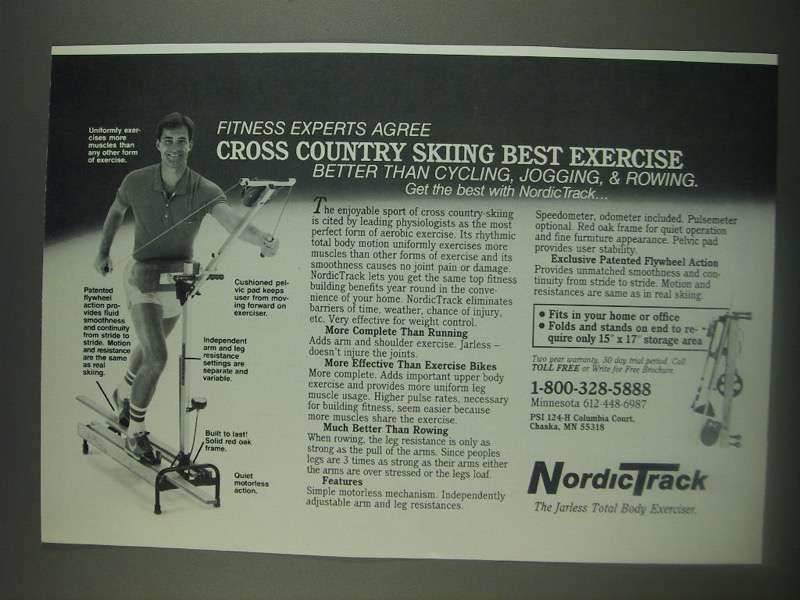 Uniformly exer-
cises more
muscles than
any other form
of exercise.
FITNESS EXPERTS AGREE
CROSS COUNTRY SKIING BEST EXERCISE
BETTER THAN CYCLING, JOGGING, & ROWING.
Get the best with NordicTrack...
Patented
flywheel
action pro-
vides fluid
smoothness
and continuity
from stride to
stride. Motion
and resistance
are the same
as real
skiing.
Cushioned pel-
vic pad keeps
user from mov-
ing forward on
exerciser.
Independent
arm and leg
resistance
settings are
separate and
variable.
Built to last!
Solid red oak
frame.
Quiet
motorless
action.
The enjoyable sport of cross country-skiing
is cited by leading physiologists as the most
perfect form of aerobic exercise. Its rhythmic
total body motion uniformly exercises more
muscles than other forms of exercise and its
smoothness causes no joint pain or damage.
NordicTrack lets you get the same top fitness
building benefits year round in the conve-
nience of your home. NordicTrack eliminates
barriers of time, weather, chance of injury,
etc. Very effective for weight control.
More Complete Than Running
Adds arm and shoulder exercise. Jarless –
doesn't injure the joints.
More Effective Than Exercise Bikes
More complete. Adds important upper body
exercise and provides more uniform leg
muscle usage. Higher pulse rates, necessary
for building fitness, seem easier because
more muscles share the exercise.
Much Better Than Rowing
When rowing, the leg resistance is only as
strong as the pull of the arms. Since peoples
legs are 3 times as strong as their arms either
the arms are over stressed or the legs loaf.
Features
Simple motorless mechanism. Independently
adjustable arm and leg resistances.
Speedometer, odometer included. Pulsemeter
optional. Red oak frame for quiet operation
and fine furniture appearance. Pelvic pad
provides user stability.
Exclusive Patented Flywheel Action
Provides unmatched smoothness and con-
tinuity from stride to stride. Motion and
resistances are same as in real skiing.
• Fits in your home or office
• Folds and stands on end to re-
quire only 15" x 17" storage area
Two year warranty, 30 day trial period. Call
TOLL FREE or Write for Free Brochure.
1-800-328-5888
Minnesota 612-448-6987
PSI 124-H Columbia Court,
Chaska, MN 55318
NordicTrack
The Jarless Total Body Exerciser.